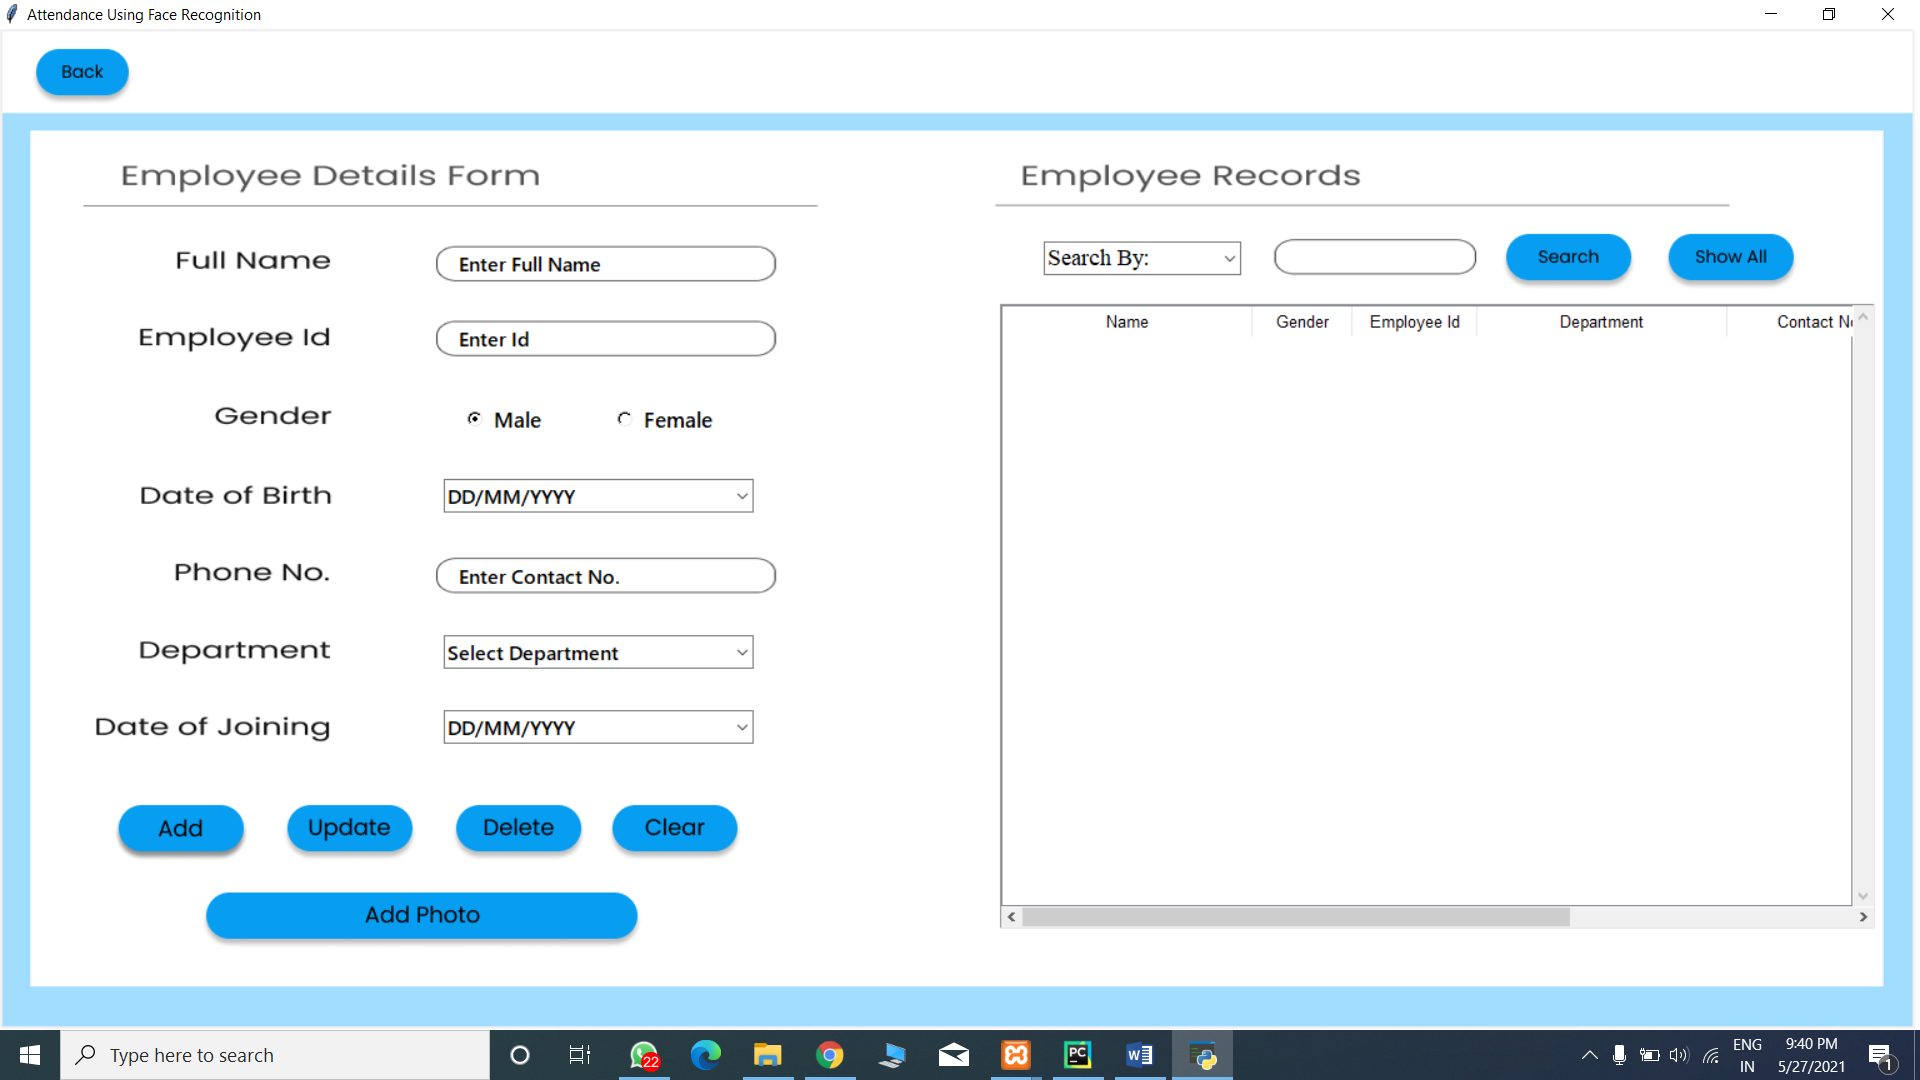 Attendance Using Face Recognition
Back
Employee Details Form
Full Name
Enter Full Name
Employee Id
Enter Id
Gender
Male
Female
Date of Birth
DD/MM/YYYY
Phone No.
Enter Contact No.
Department
Select Department
Date of Joining
DD/MM/YYYY
Add
Update
Delete
Clear
Add Photo
Employee Records
Search By:
Search
Show All
Name
Gender
Employee Id
Department
Contact
Type here to search
22
PC
W
ENG
IN
9:40 PM
5/27/2021
1